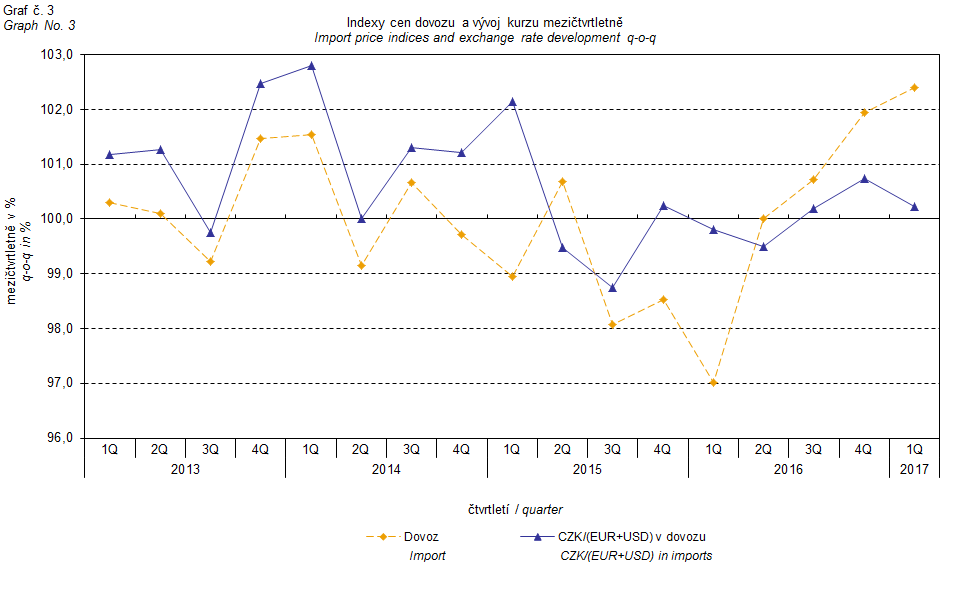 Graf č. 3
Graph No. 3
Indexy cen dovozu a vývoj kurzu mezičtvrtletně
Import price indices and exchange rate development q-o-q
mezičtvrtletně v %
q-o-q in %
103,0
102,0
101,0
100,0
99,0
98,0
97,0
96,0
1Q 2Q 3Q 4Q 1Q 2Q 3Q 4Q 1Q 2Q 3Q 4Q 1Q 2Q 3Q 4Q 1Q
2013 2014 2015 2016 2017
čtvrtletí / quarter
Dovoz CZK/(EUR+USD) v dovozu
Import CZK/(EUR+USD) in imports